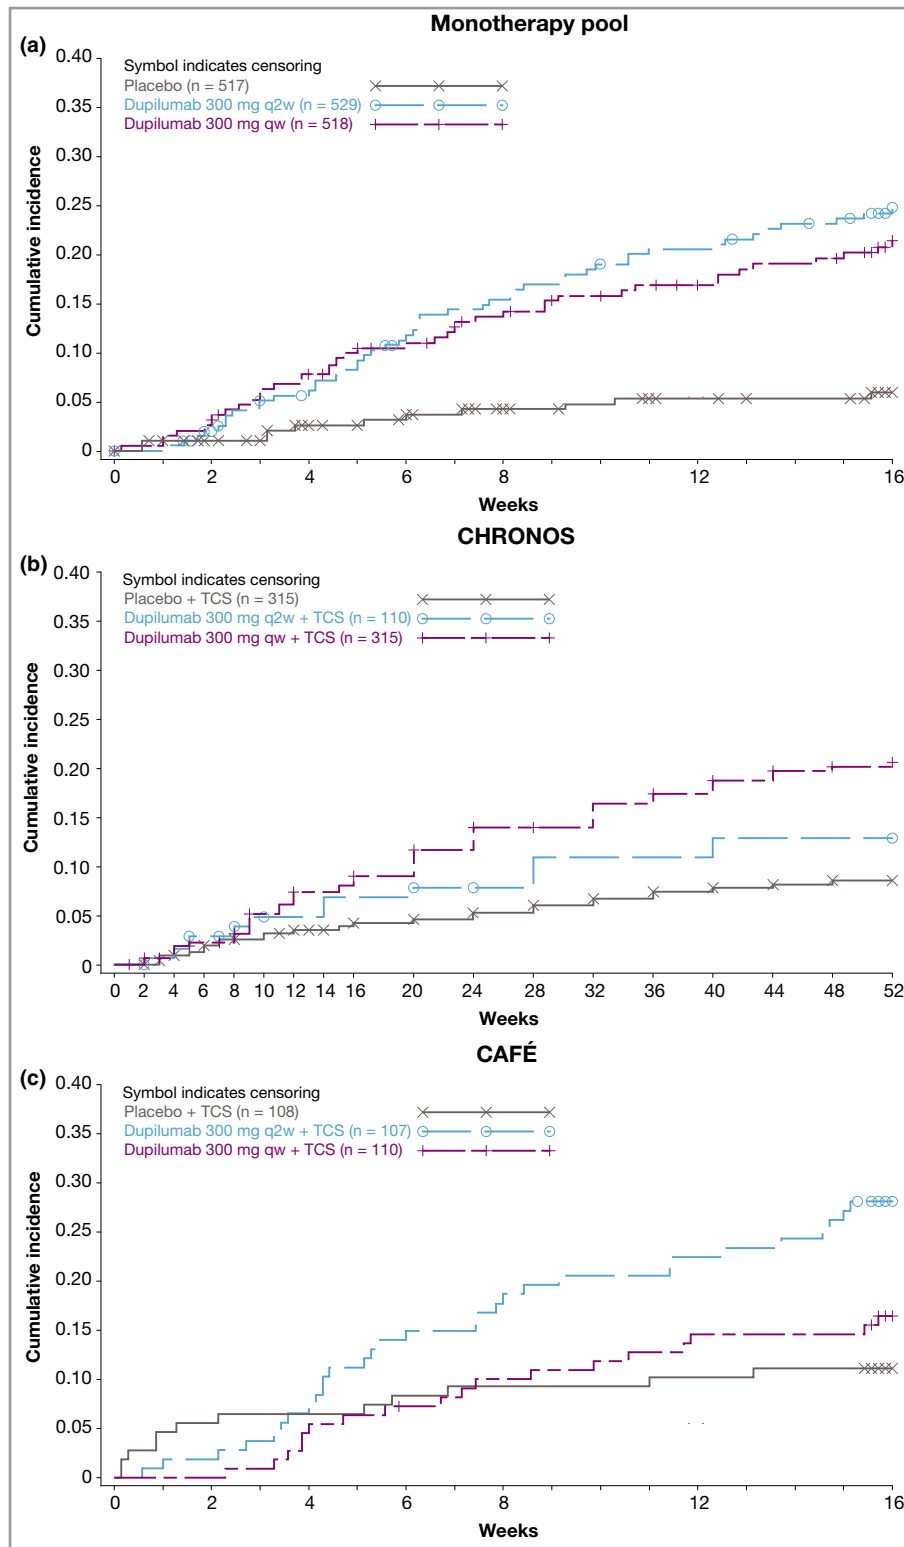 Monotherapy pool
(a)
0.40
0.35
0.30
0.25
0.20
0.15
0.10
0.05
0
Cumulative incidence
Symbol indicates censoring
Placebo (n = 517)
Dupilumab 300 mg q2w (n = 529)
Dupilumab 300 mg qw (n = 518)
0 2 4 6 8 12 16
Weeks
CHRONOS
(b)
0.40
0.35
0.30
0.25
0.20
0.15
0.10
0.05
0
Cumulative incidence
Symbol indicates censoring
Placebo + TCS (n = 315)
Dupilumab 300 mg q2w + TCS (n = 110)
Dupilumab 300 mg qw + TCS (n = 315)
0 2 4 6 8 10 12 14 16 20 24 28 32 36 40 44 48 52
Weeks
CAFÉ
(c)
0.40
0.35
0.30
0.25
0.20
0.15
0.10
0.05
0
Cumulative incidence
Symbol indicates censoring
Placebo + TCS (n = 108)
Dupilumab 300 mg q2w + TCS (n = 107)
Dupilumab 300 mg qw + TCS (n = 110)
0 2 4 6 8 12 16
Weeks